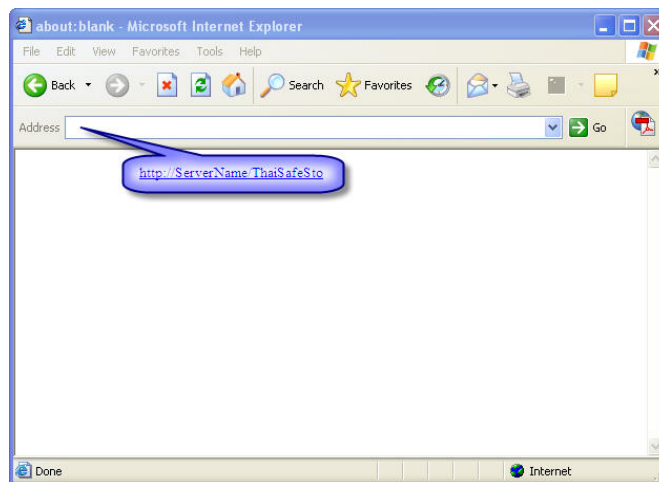 about:blank - Microsoft Internet Explorer
File Edit View Favorites Tools Help
Back Search Favorites »
Address Go
http://ServerName/ThaiSafeSto
Done Internet